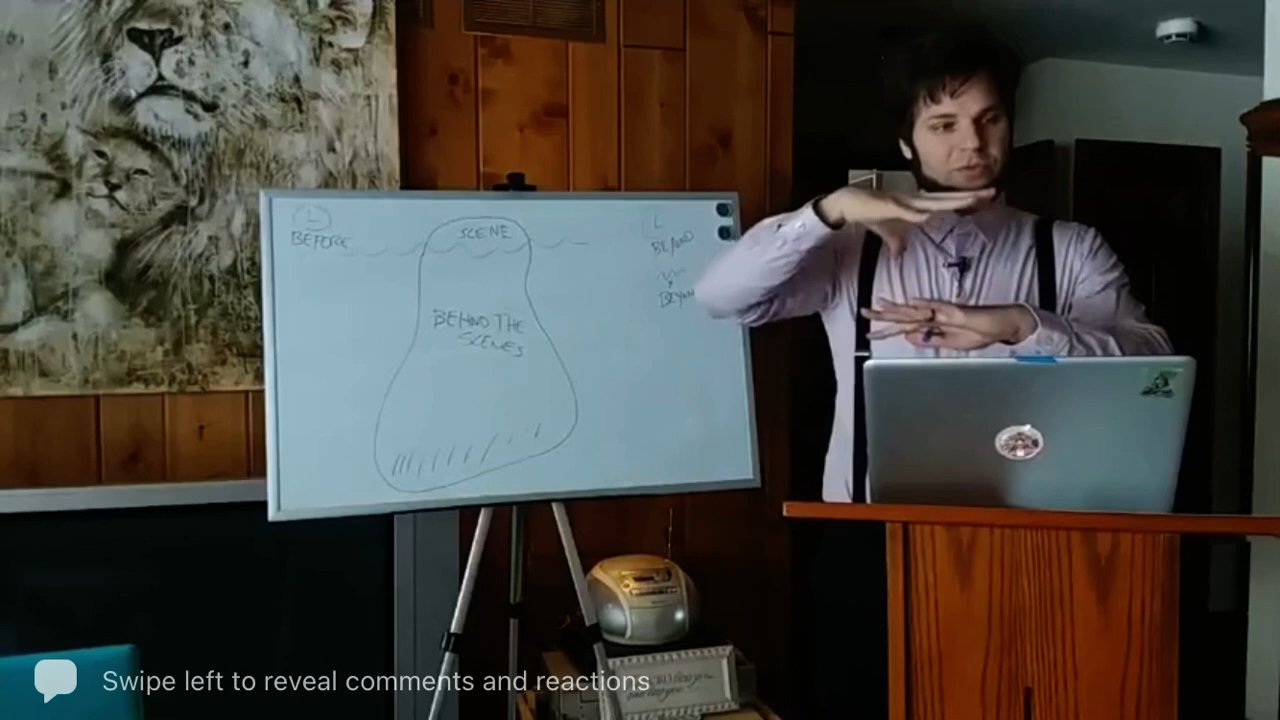 L
BEFORE
SCENE
BEHIND THE
SCENES
L
BEYOND
Swipe left to reveal comments and reactions